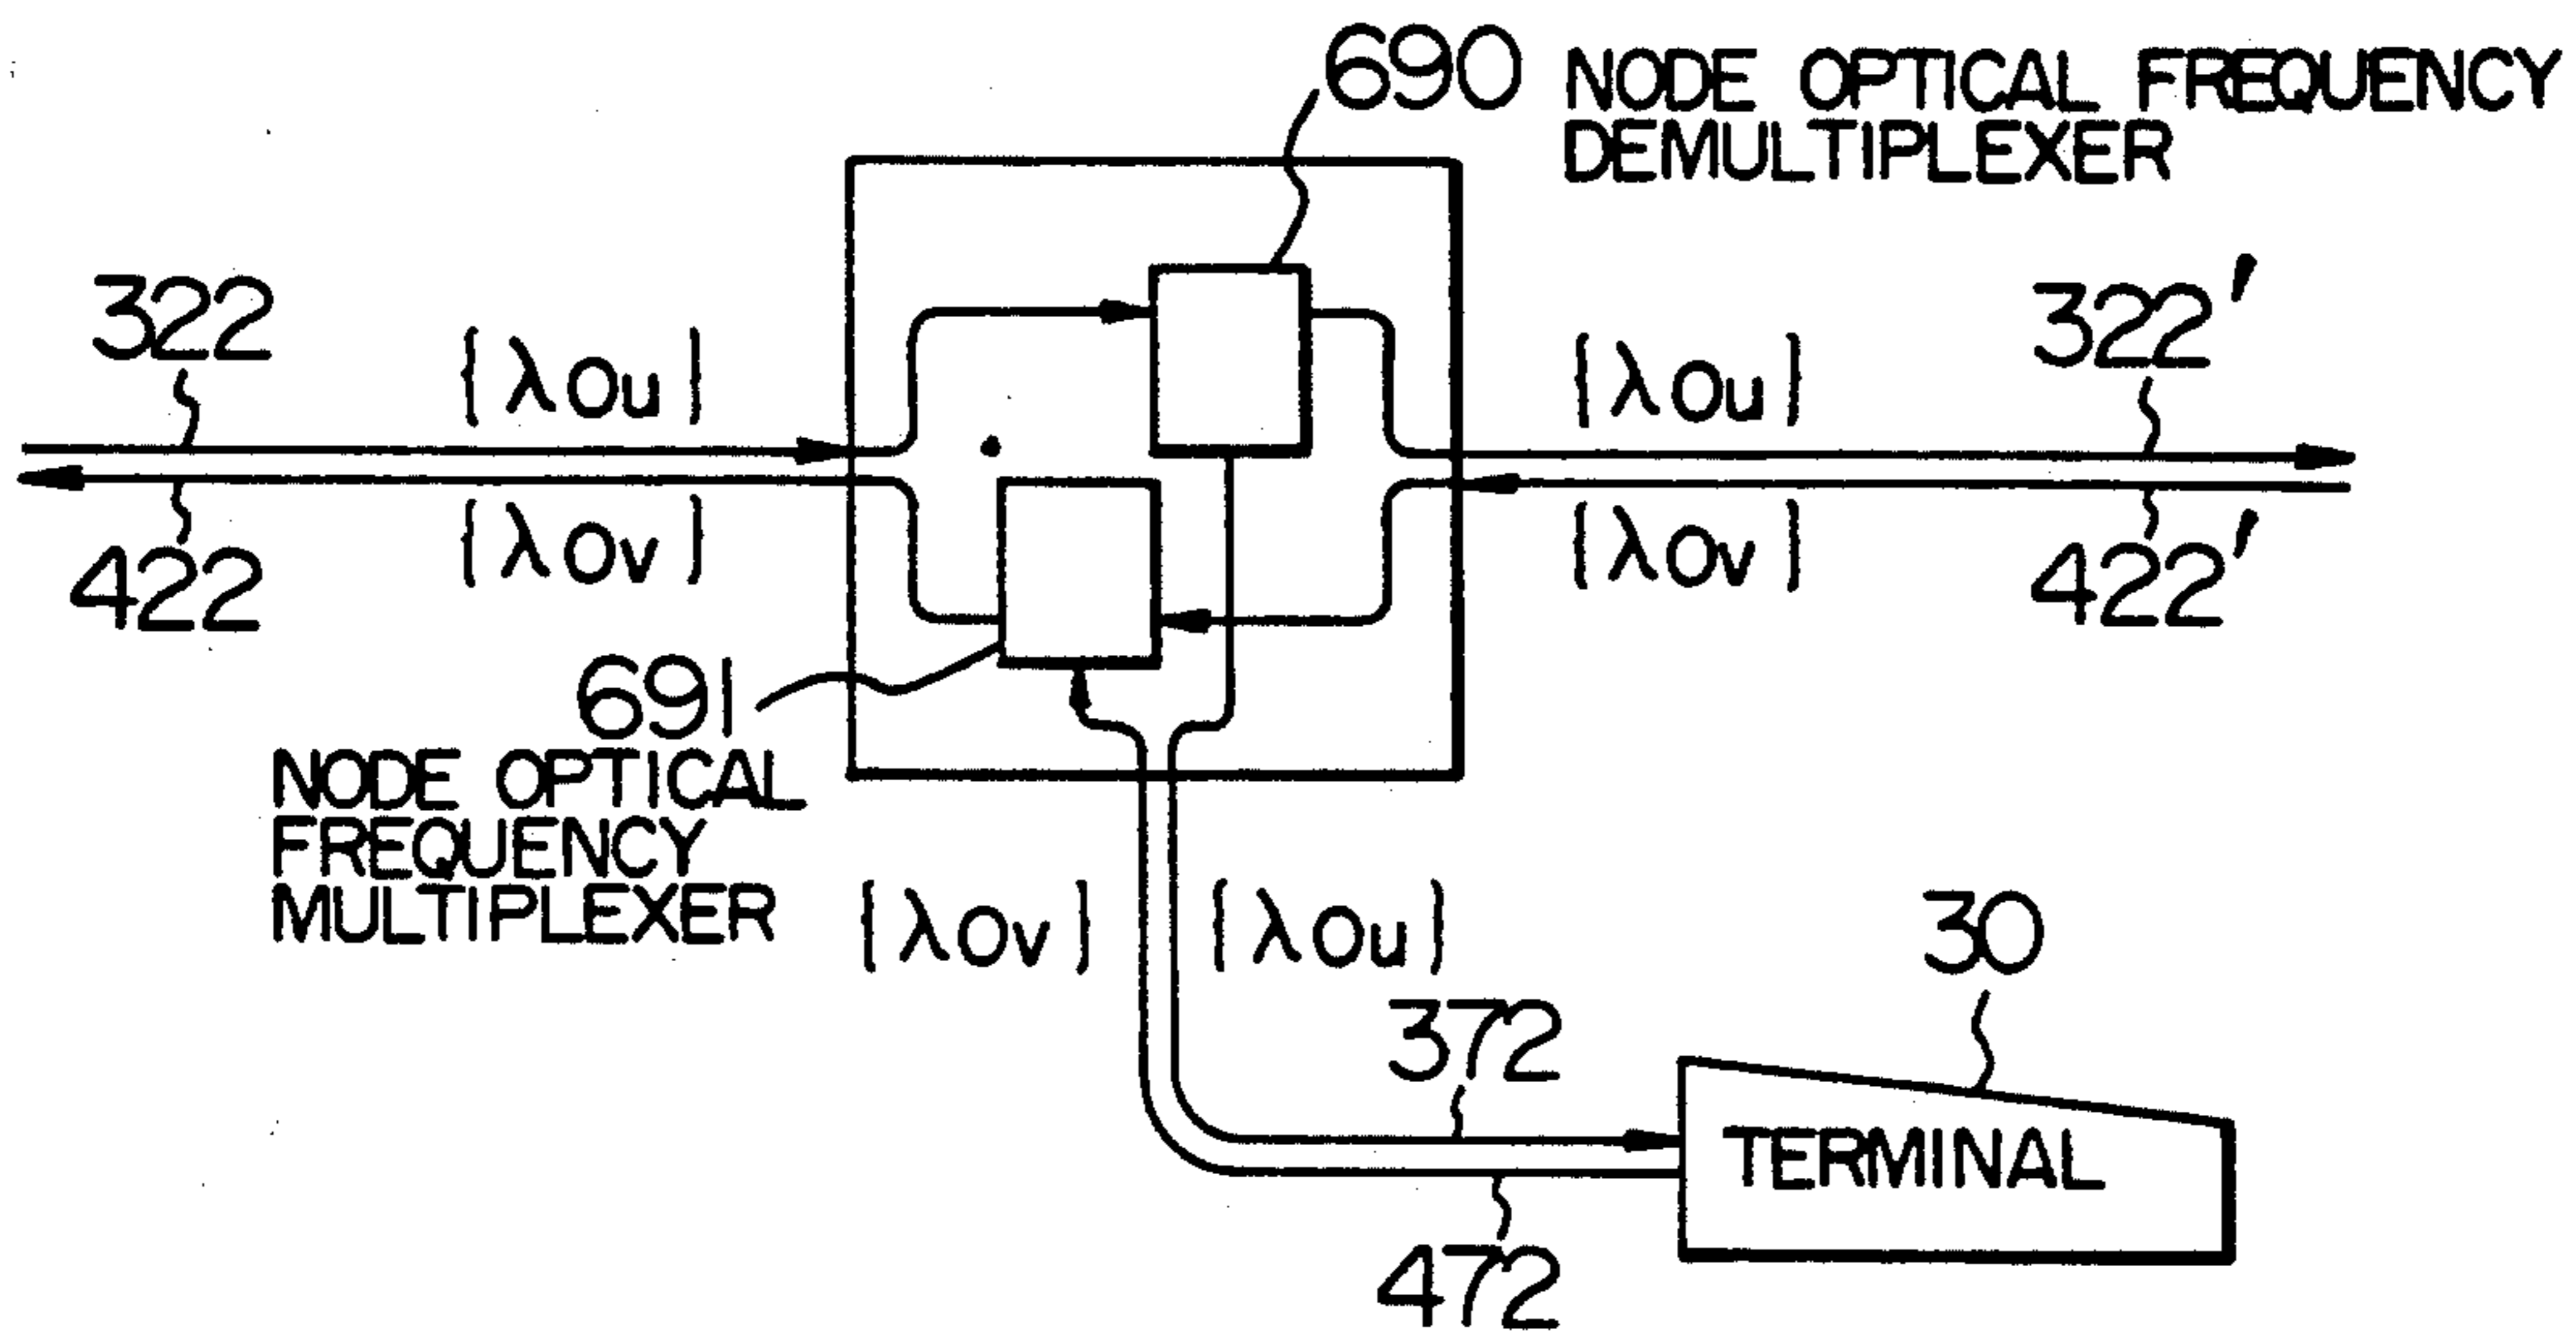 690 NODE OPTICAL FREQUENCY
DEMULTIPLEXER
322
{λOu}
{λOu}
322'
422
{λOv}
{λOv}
422'
691
NODE OPTICAL
FREQUENCY
MULTIPLEXER
{λOv}
{λOu}
30
372
TERMINAL
472